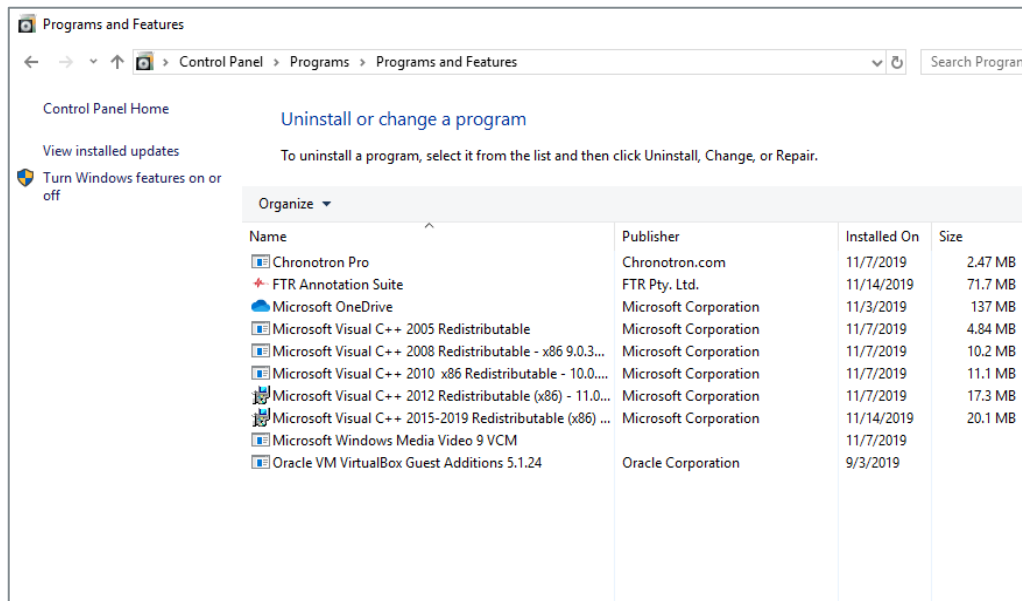 Programs and Features
Control Panel > Programs > Programs and Features
Search Progran
Control Panel Home
Uninstall or change a program
View installed updates
To uninstall a program, select it from the list and then click Uninstall, Change, or Repair.
Turn Windows features on or
off
Organize
Name Publisher Installed On Size
Chronotron Pro Chronotron.com 11/7/2019 2.47 MB
FTR Annotation Suite FTR Pty. Ltd. 11/14/2019 71.7 MB
Microsoft OneDrive Microsoft Corporation 11/3/2019 137 MB
Microsoft Visual C++ 2005 Redistributable Microsoft Corporation 11/7/2019 4.84 MB
Microsoft Visual C++ 2008 Redistributable - x86 9.0.3... Microsoft Corporation 11/7/2019 10.2 MB
Microsoft Visual C++ 2010 x86 Redistributable - 10.0.... Microsoft Corporation 11/7/2019 11.1 MB
Microsoft Visual C++ 2012 Redistributable (x86) - 11.0... Microsoft Corporation 11/7/2019 17.3 MB
Microsoft Visual C++ 2015-2019 Redistributable (x86) ... Microsoft Corporation 11/14/2019 20.1 MB
Microsoft Windows Media Video 9 VCM 11/7/2019
Oracle VM VirtualBox Guest Additions 5.1.24 Oracle Corporation 9/3/2019